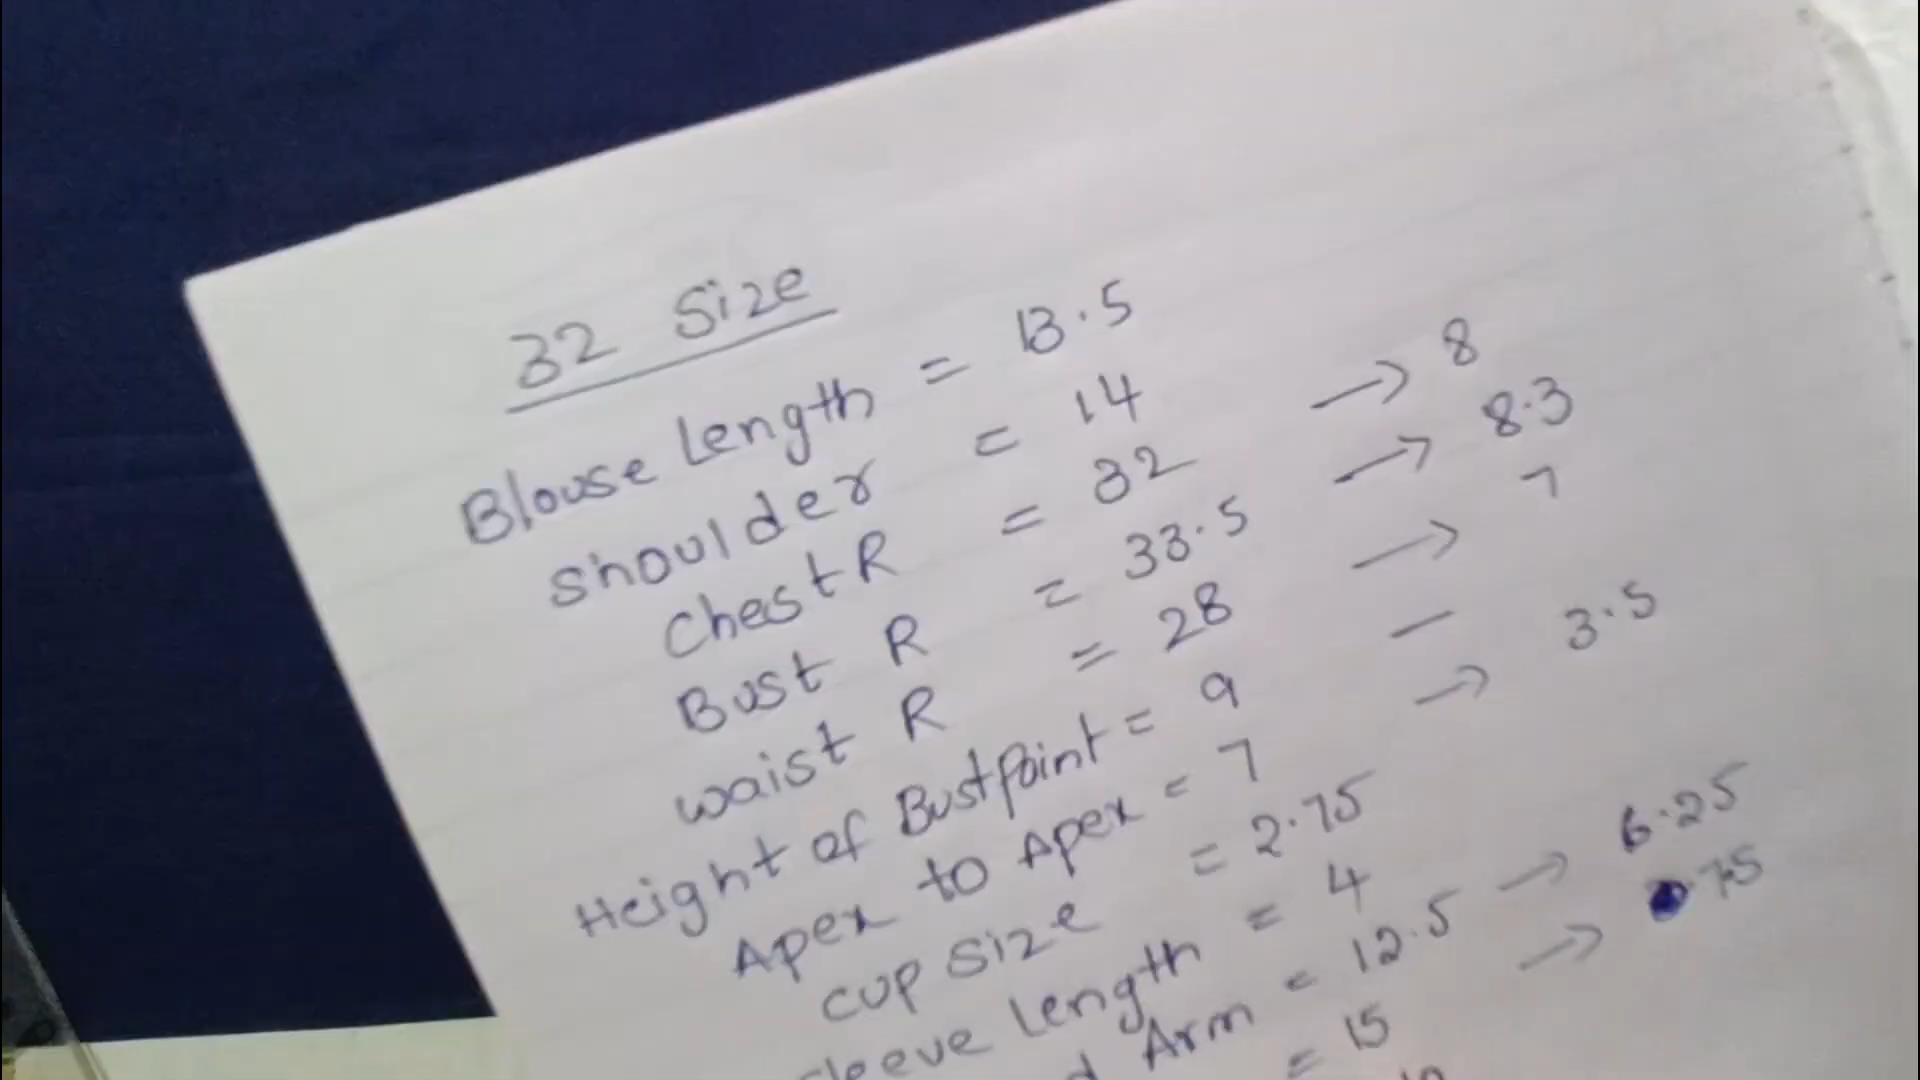 32 Size
Blouse Length = 13.5
Shoulder = 14
Chest R = 32 → 8
Bust R = 33.5 → 8.3
waist R = 28 → 7
Height of Bust Point = 9 –
Apex to Apex = 7 → 3.5
cup size = 2.75
sleeve Length = 4
d Arm = 12.5 → 6.25
= 15 → 7.5